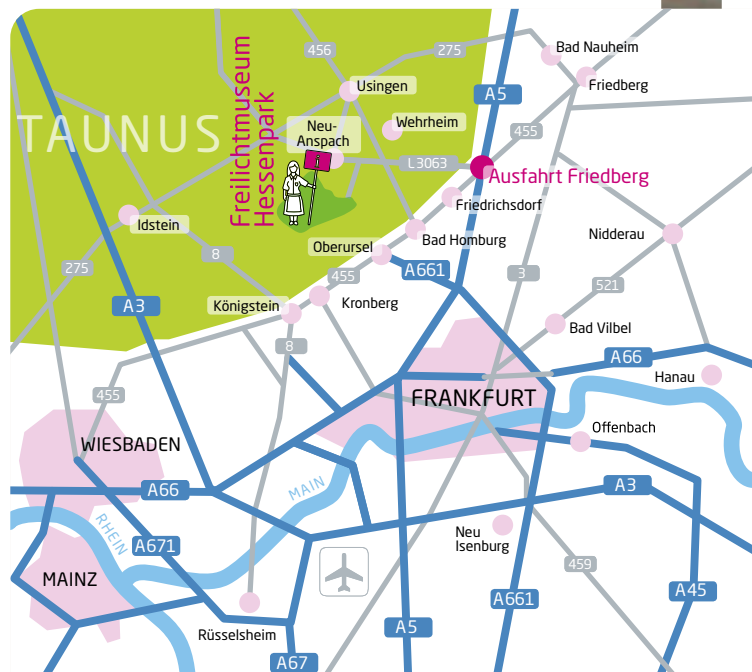 456
275
Bad Nauheim
Friedberg
Usingen
A5
TAUNUS
Freilichtmuseum
Hessenpark
Neu-
Anspach
Wehrheim
455
L3063
Ausfahrt Friedberg
Idstein
Friedrichsdorf
Nidderau
8
Oberursel
Bad Homburg
275
A661
455
3
521
A3
Königstein
Kronberg
Bad Vilbel
8
A66
Hanau
455
FRANKFURT
Offenbach
WIESBADEN
A66
MAIN
A3
RHEIN
A671
Neu
Isenburg
459
MAINZ
A45
A661
Rüsselsheim
A5
A67